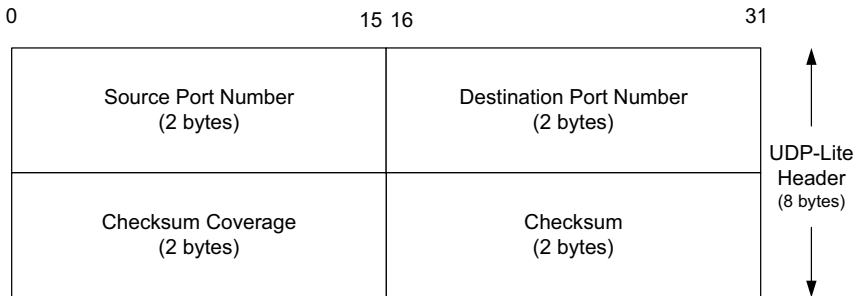 0 15 16 31
Source Port Number
(2 bytes)
Destination Port Number
(2 bytes)
UDP-Lite
Header
(8 bytes)
Checksum Coverage
(2 bytes)
Checksum
(2 bytes)